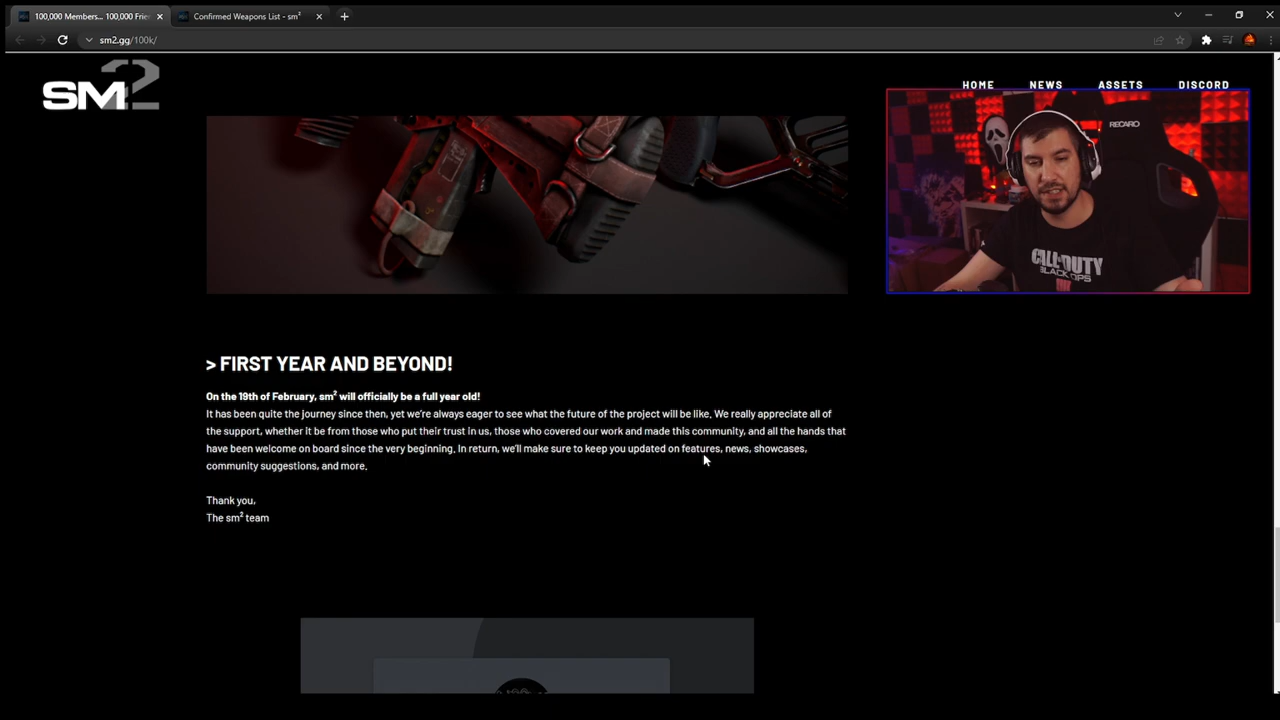 100,000 Members... 100,000 Frie
Confirmed Weapons List - sm²
sm2.gg/100k/
SM2
HOME NEWS ASSETS DISCORD
RECARO
CALL OF DUTY
BLACK OPS
> FIRST YEAR AND BEYOND!
On the 19th of February, sm² will officially be a full year old!
It has been quite the journey since then, yet we're always eager to see what the future of the project will be like. We really appreciate all of
the support, whether it be from those who put their trust in us, those who covered our work and made this community, and all the hands that
have been welcome on board since the very beginning. In return, we'll make sure to keep you updated on features, news, showcases,
community suggestions, and more.
Thank you,
The sm² team